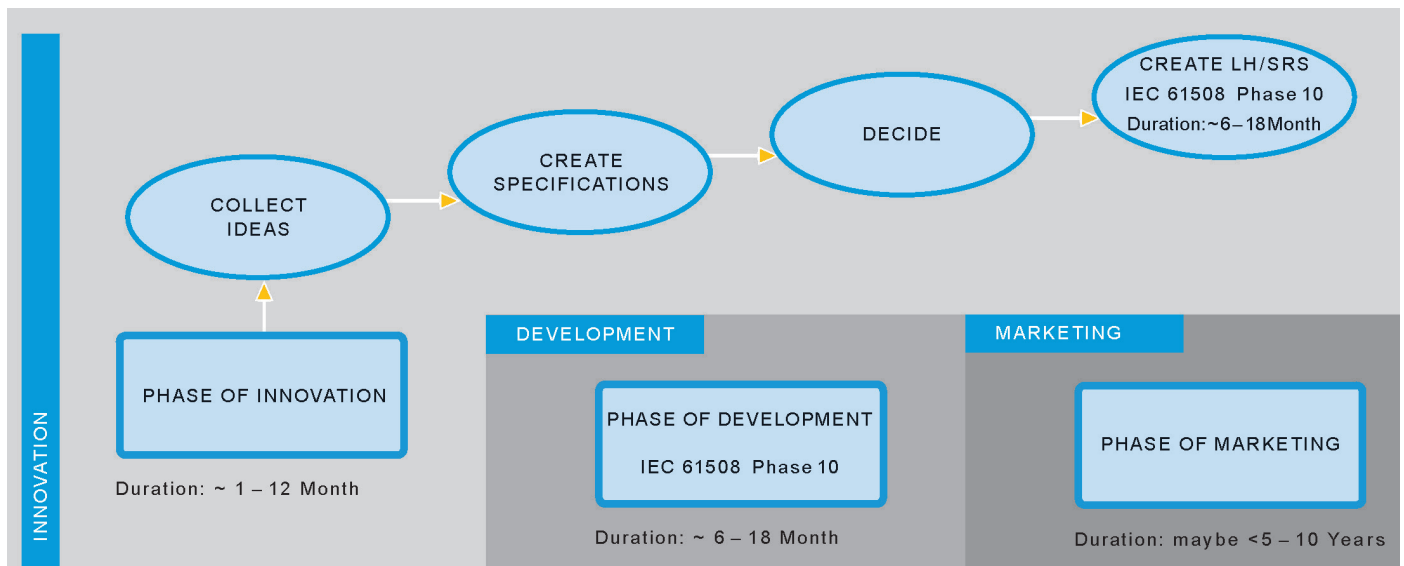 INNOVATION
CREATE LH/SRS
IEC 61508 Phase 10
Duration:~6–18Month
DECIDE
CREATE
SPECIFICATIONS
COLLECT
IDEAS
PHASE OF INNOVATION
Duration: ~ 1 – 12 Month
DEVELOPMENT
PHASE OF DEVELOPMENT
IEC 61508 Phase 10
Duration: ~ 6 – 18 Month
MARKETING
PHASE OF MARKETING
Duration: maybe <5 – 10 Years